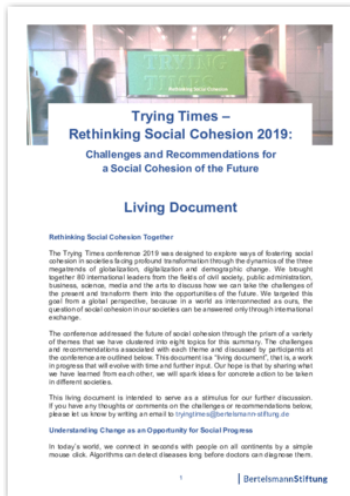 TRYING
TIMES
Rethinking Social Cohesion
Trying Times –
Rethinking Social Cohesion 2019:
Challenges and Recommendations for
a Social Cohesion of the Future
Living Document
Rethinking Social Cohesion Together
The Trying Times conference 2019 was designed to explore ways of fostering social
cohesion in societies facing profound transformation through the dynamics of the three
megatrends of globalization, digitalization and demographic change. We brought
together 80 international leaders from the fields of civil society, public administration,
business, science, media and the arts to discuss how we can take the challenges of
the present and transform them into the opportunities of the future. We targeted this
goal from a global perspective, because in a world as interconnected as ours, the
question of social cohesion in our societies can be answered only through international
exchange.
The conference addressed the future of social cohesion through the prism of a variety
of themes that we have clustered into eight topics for this summary. The challenges
and recommendations associated with each theme and discussed by participants at
the conference are outlined below. This document is a "living document", that is, a work
in progress that will evolve with time and further input. Our hope is that by sharing what
we have learned from each other, we will spark ideas for concrete action to be taken
in different societies.
This living document is intended to serve as a stimulus for our further discussion.
If you have any thoughts or comments on the challenges or recommendations below,
please let us know by writing an email to tryingtimes@bertelsmann-stiftung.de
Understanding Change as an Opportunity for Social Progress
In today's world, we connect in seconds with people on all continents by a simple
mouse click. Algorithms can detect diseases long before doctors can diagnose them.
1
BertelsmannStiftung